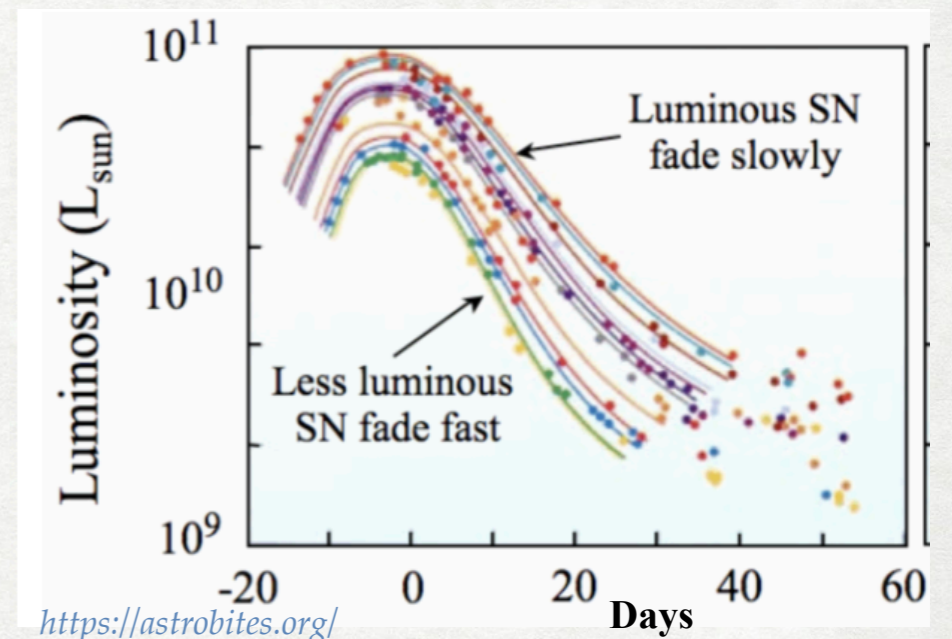 10¹¹
10¹⁰
10⁹
Luminosity (Lsun)
Luminous SN
fade slowly
Less luminous
SN fade fast
-20 0 20 40 60
Days
https://astrobites.org/